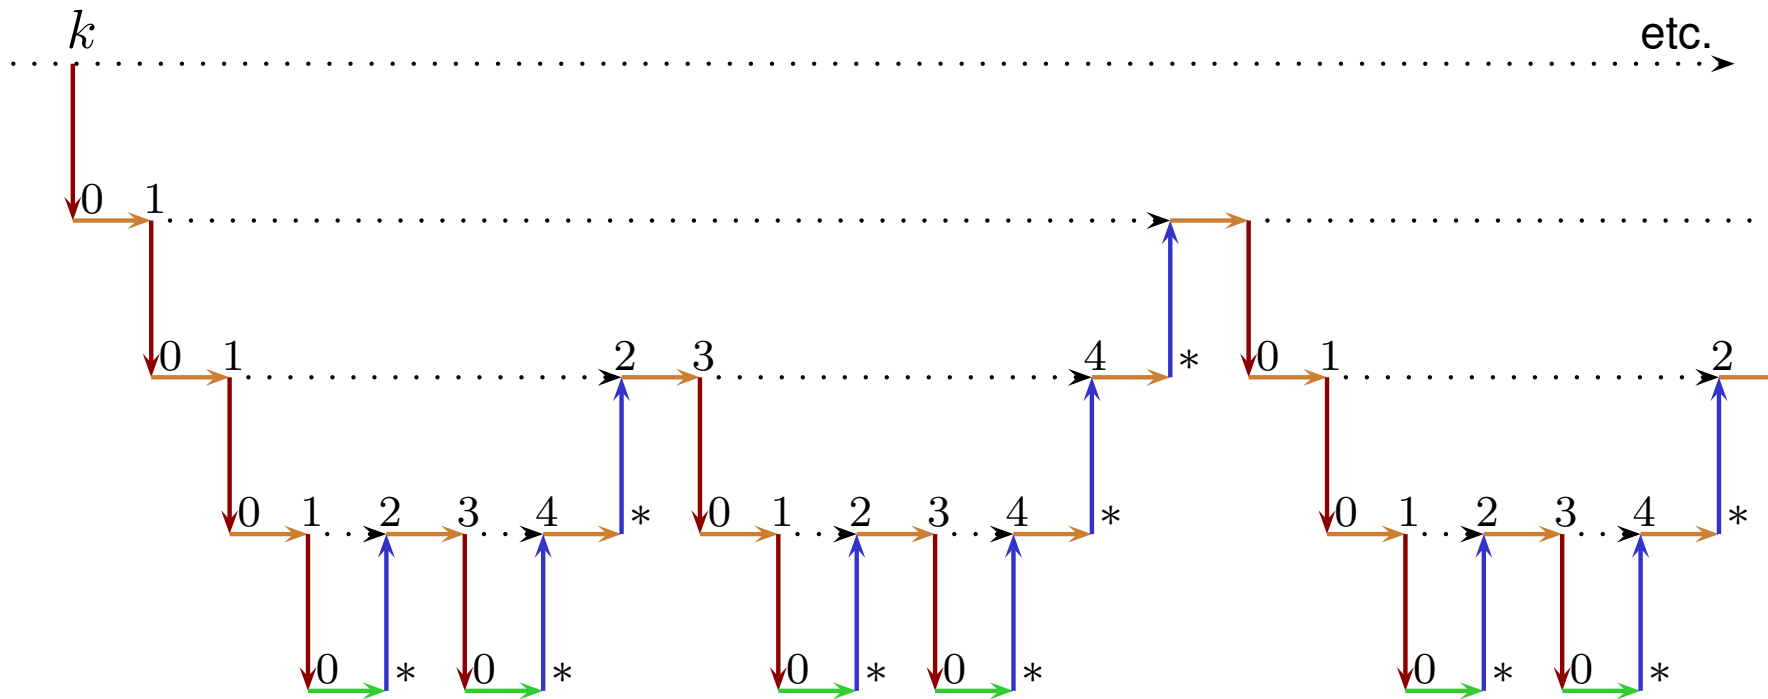 k etc.
0 1
0 1 2 3 4 * 0 1 2
0 1 2 3 4 * 0 1 2 3 4 * 0 1 2 3 4 *
0 * 0 * 0 * 0 * 0 * 0 *